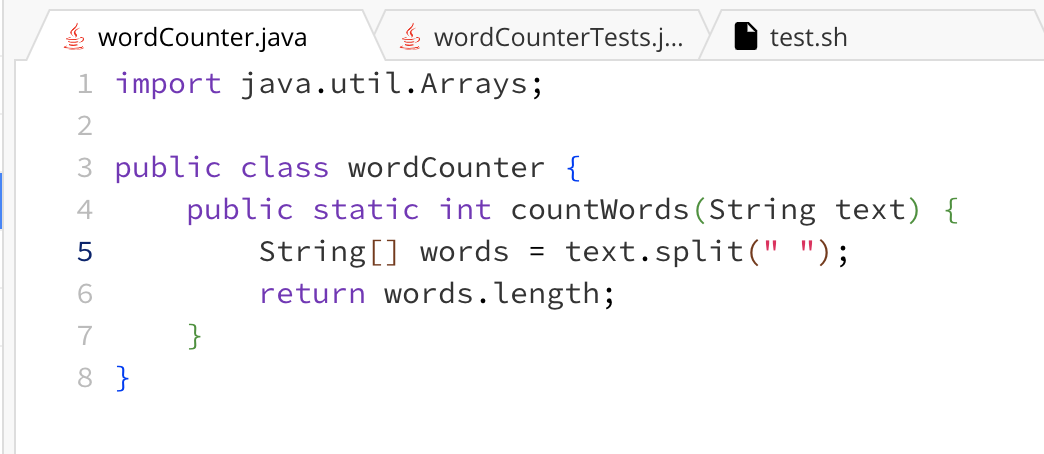 wordCounter.java wordCounterTests.j... test.sh
1 import java.util.Arrays;
2
3 public class wordCounter {
4     public static int countWords(String text) {
5         String[] words = text.split(" ");
6         return words.length;
7     }
8 }